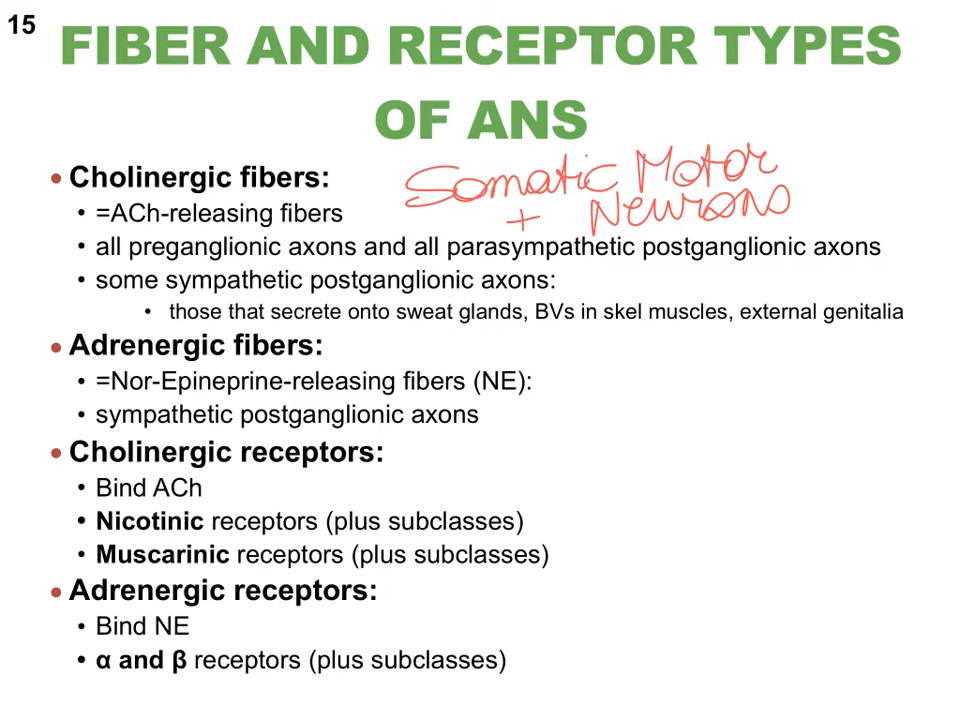 15
FIBER AND RECEPTOR TYPES
OF ANS
• Cholinergic fibers:
Somatic Motor
+ Neurons
• =ACh-releasing fibers
• all preganglionic axons and all parasympathetic postganglionic axons
• some sympathetic postganglionic axons:
• those that secrete onto sweat glands, BVs in skel muscles, external genitalia
• Adrenergic fibers:
• =Nor-Epineprine-releasing fibers (NE):
• sympathetic postganglionic axons
• Cholinergic receptors:
• Bind ACh
• Nicotinic receptors (plus subclasses)
• Muscarinic receptors (plus subclasses)
• Adrenergic receptors:
• Bind NE
• α and β receptors (plus subclasses)